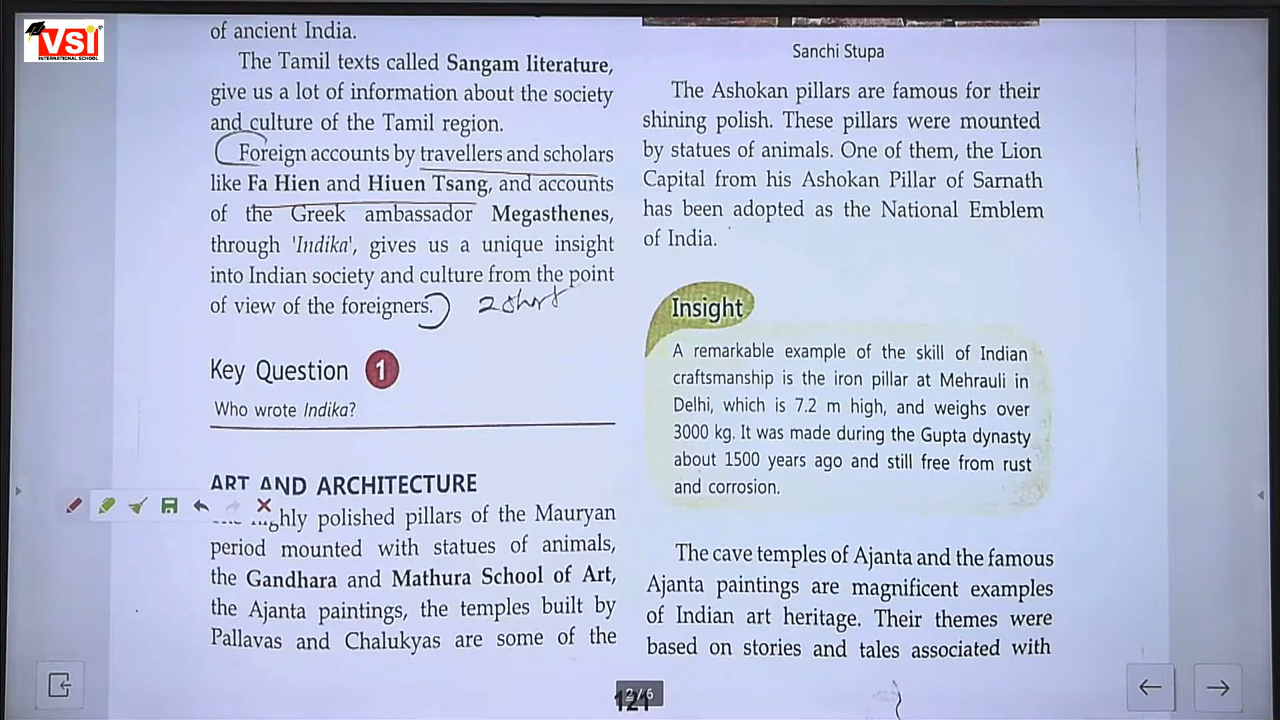 VSi
INTERNATIONAL SCHOOL
of ancient India.
The Tamil texts called Sangam literature,
give us a lot of information about the society
and culture of the Tamil region.
Foreign accounts by travellers and scholars
like Fa Hien and Hiuen Tsang, and accounts
of the Greek ambassador Megasthenes,
through 'Indika', gives us a unique insight
into Indian society and culture from the point
of view of the foreigners.
2 short
Key Question 1
Who wrote Indika?
ART AND ARCHITECTURE
highly polished pillars of the Mauryan
period mounted with statues of animals,
the Gandhara and Mathura School of Art,
the Ajanta paintings, the temples built by
Pallavas and Chalukyas are some of the
Sanchi Stupa
The Ashokan pillars are famous for their
shining polish. These pillars were mounted
by statues of animals. One of them, the Lion
Capital from his Ashokan Pillar of Sarnath
has been adopted as the National Emblem
of India.
Insight
A remarkable example of the skill of Indian
craftsmanship is the iron pillar at Mehrauli in
Delhi, which is 7.2 m high, and weighs over
3000 kg. It was made during the Gupta dynasty
about 1500 years ago and still free from rust
and corrosion.
The cave temples of Ajanta and the famous
Ajanta paintings are magnificent examples
of Indian art heritage. Their themes were
based on stories and tales associated with
2/6
121